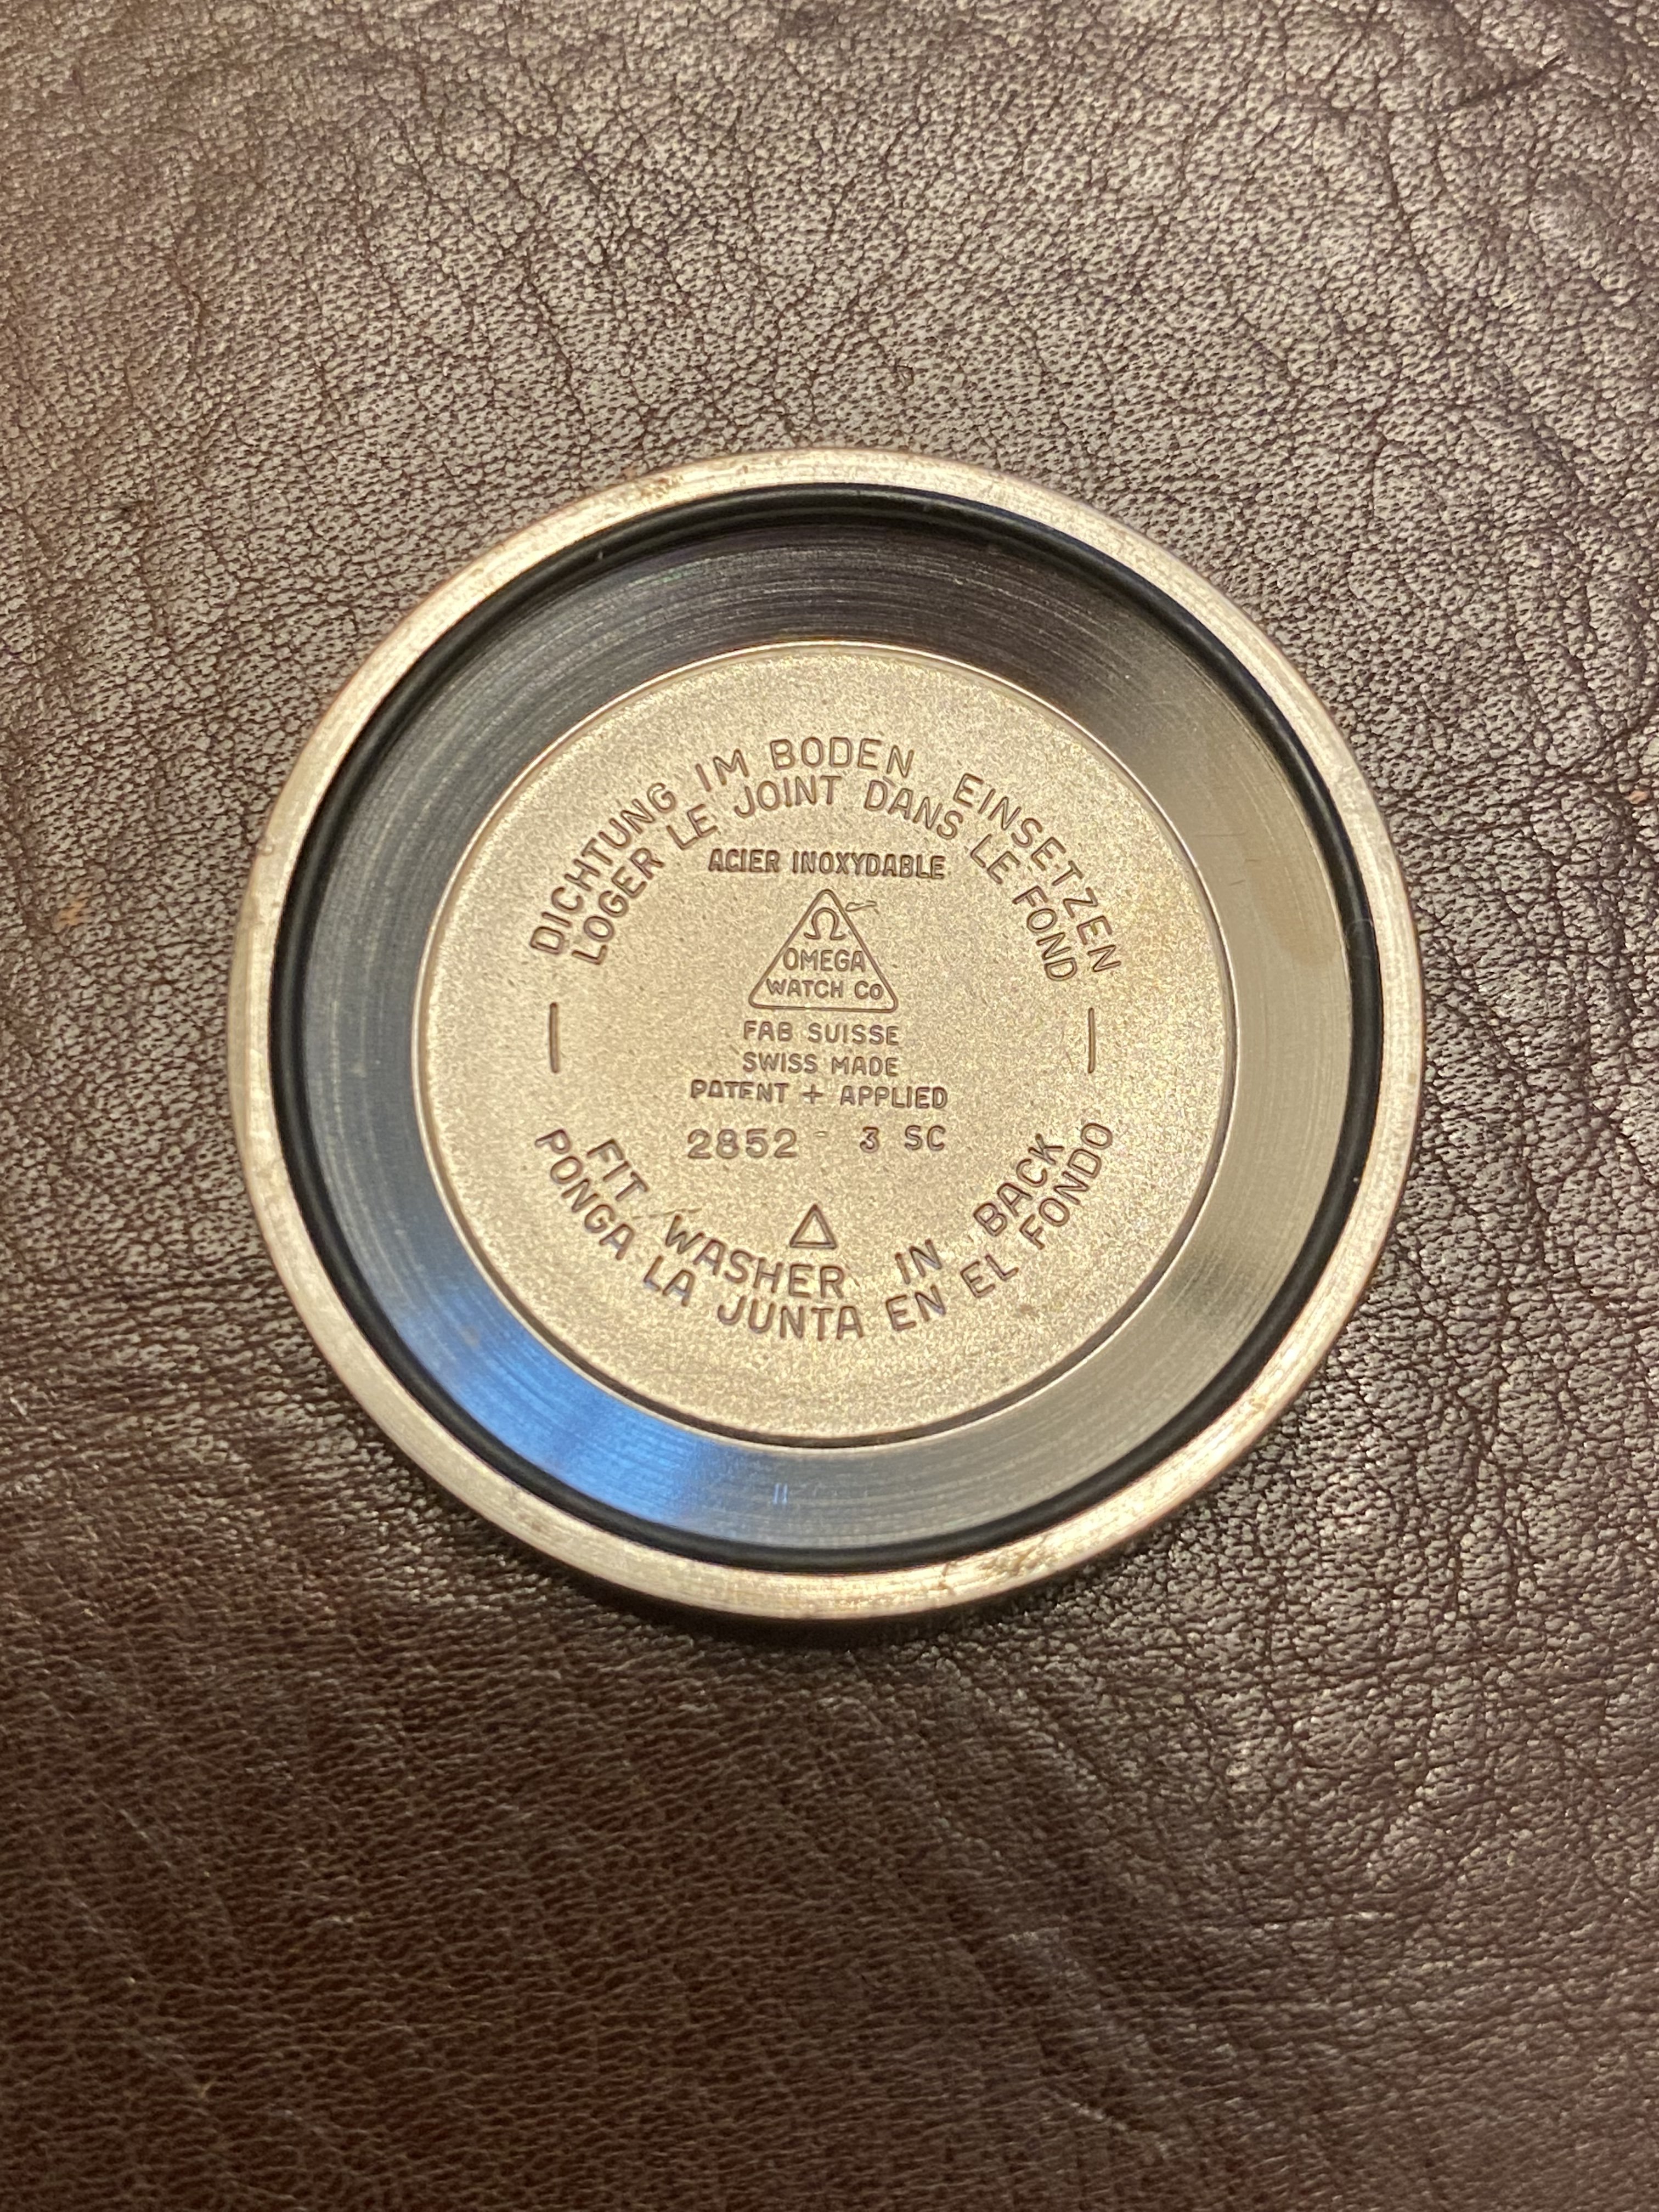 DICHTUNG IM BODEN EINSETZEN
LOGER LE JOINT DANS LE FOND
ACIER INOXYDABLE
Ω
OMEGA
WATCH CO
FAB SUISSE
SWISS MADE
PATENT + APPLIED
2852 - 3 SC
FIT WASHER IN BACK
PONGA LA JUNTA EN EL FONDO